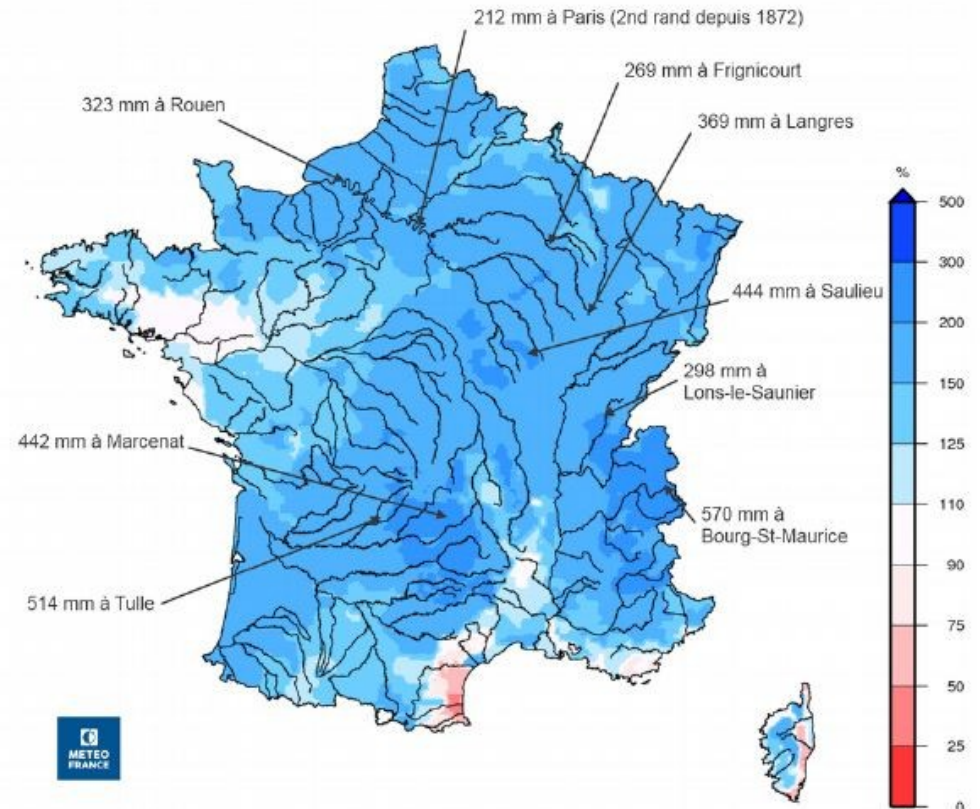 212 mm à Paris (2nd rand depuis 1872)
269 mm à Frignicourt
323 mm à Rouen
369 mm à Langres
%
500
300
444 mm à Saulieu
200
298 mm à
Lons-le-Saunier
150
442 mm à Marcenat
125
110
570 mm à
Bourg-St-Maurice
90
514 mm à Tulle
75
50
25
0
METEO
FRANCE